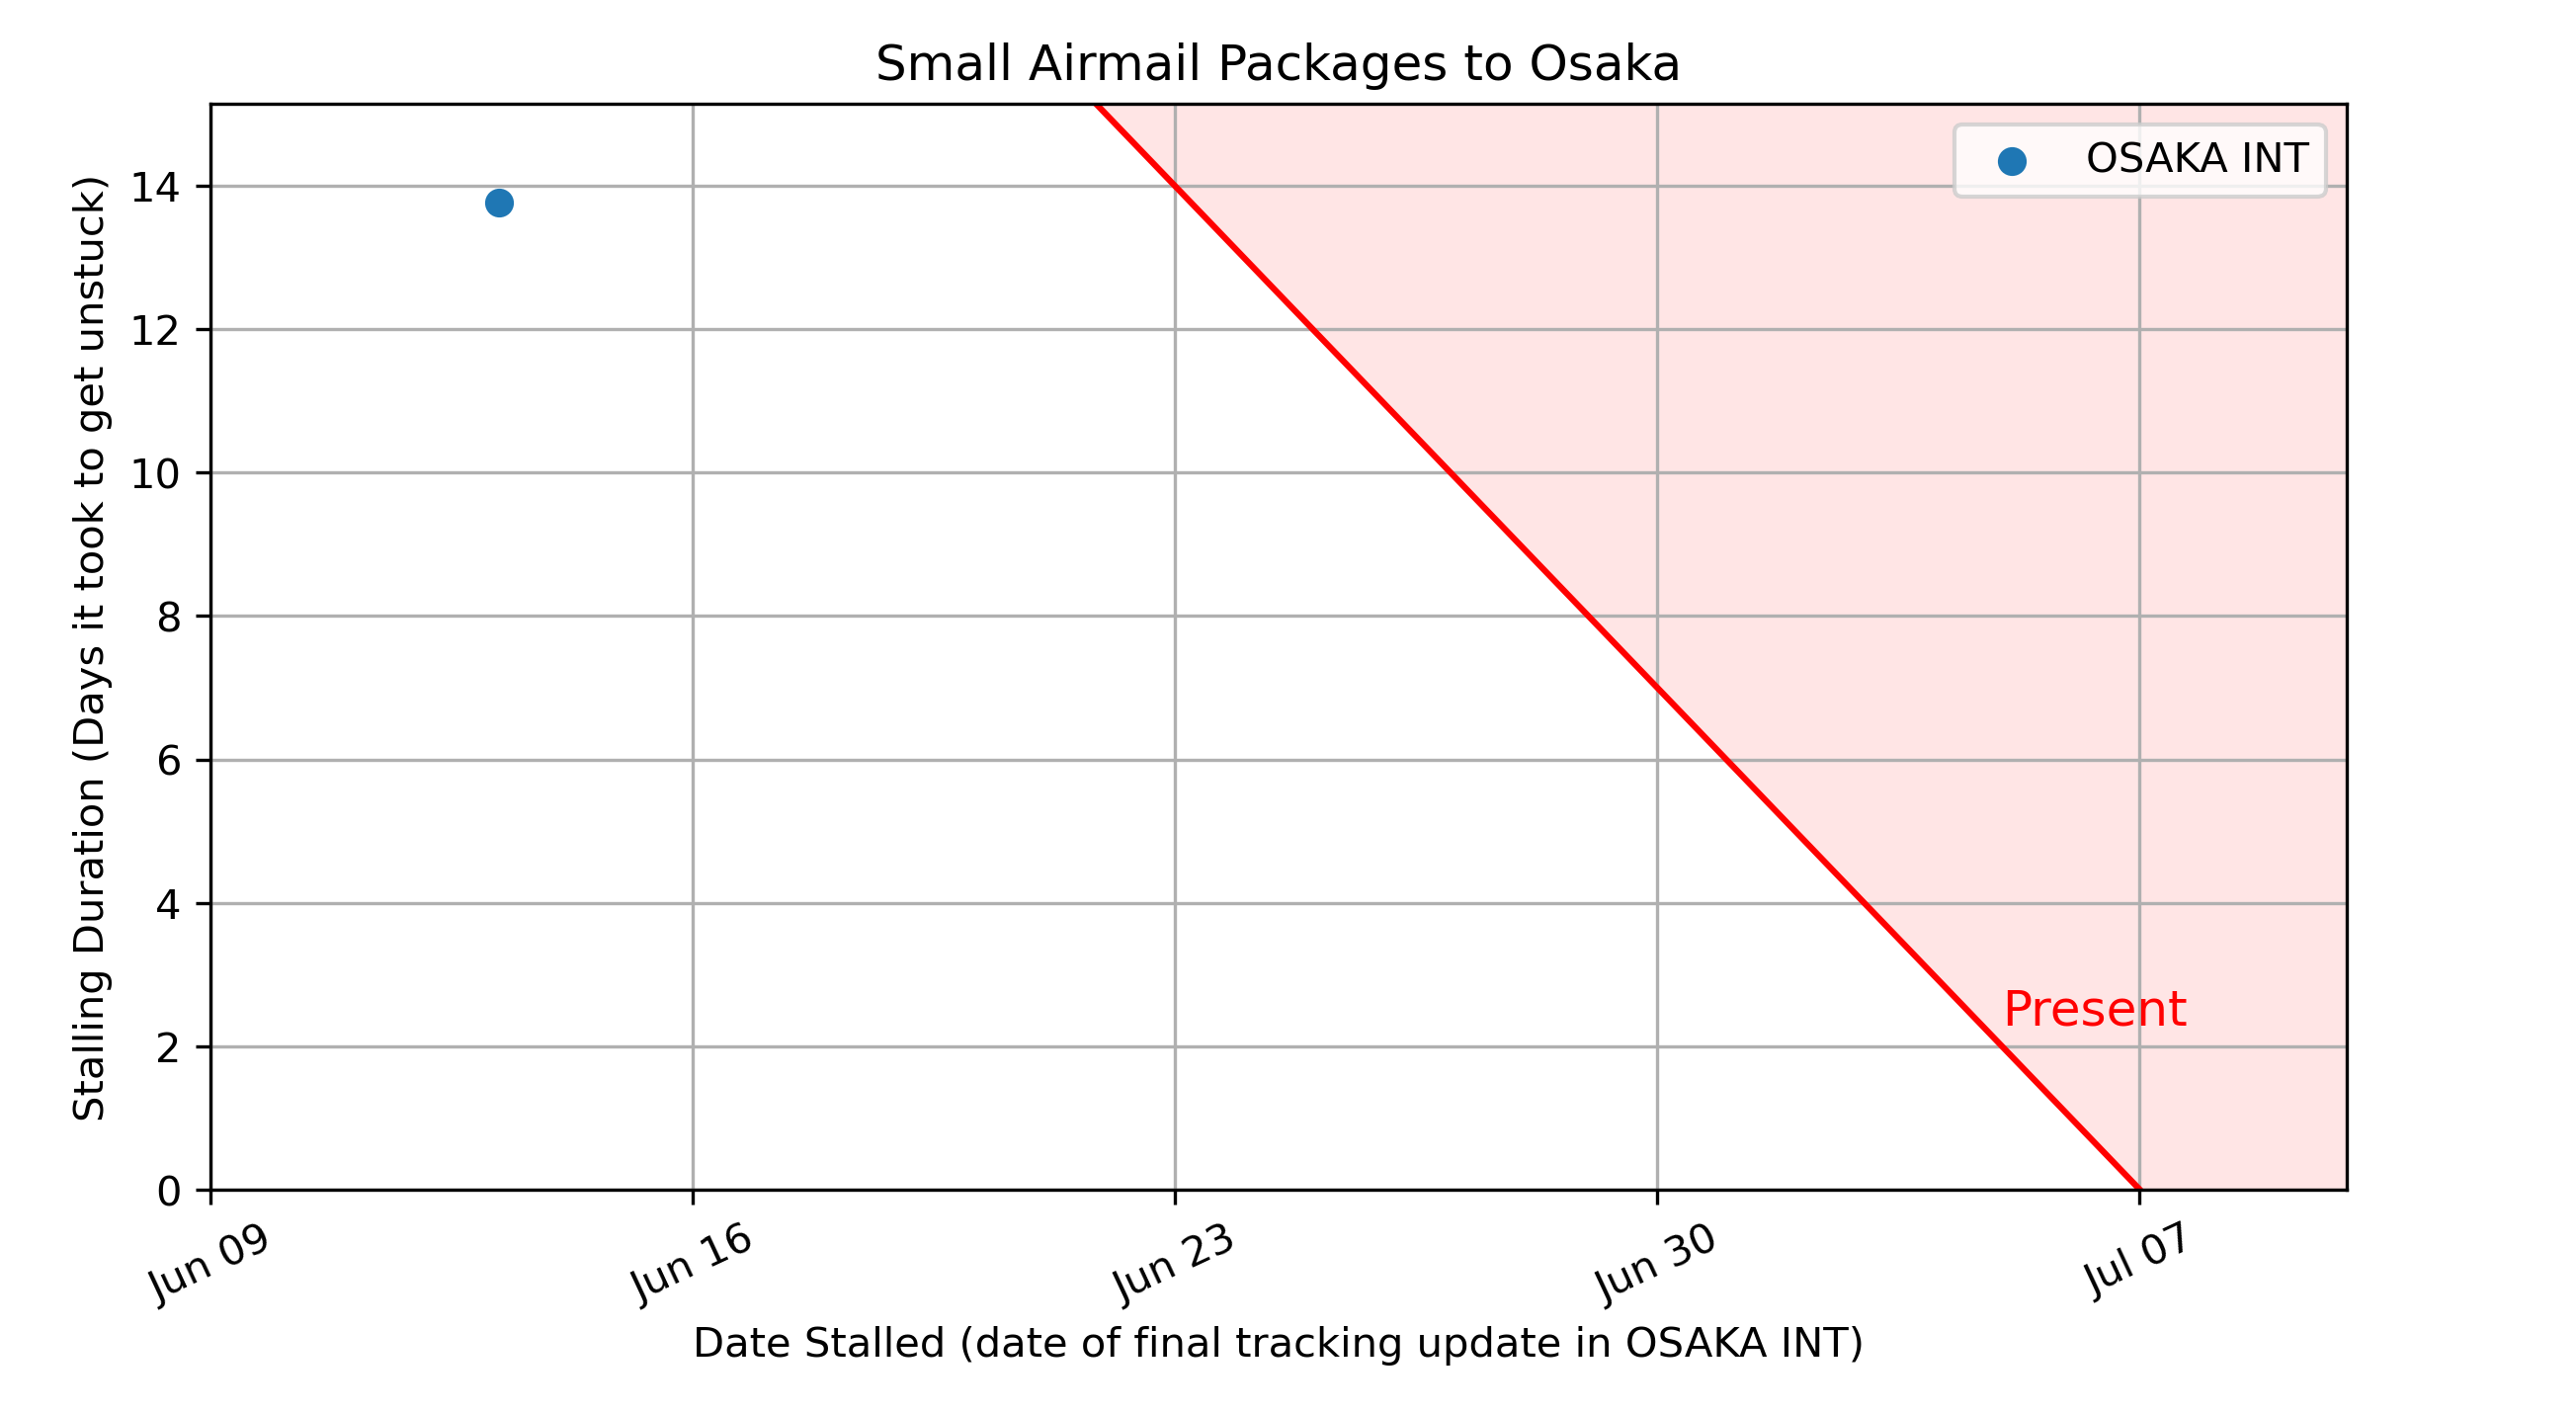 Small Airmail Packages to Osaka
OSAKA INT
Stalling Duration (Days it took to get unstuck)
14
12
10
8
6
4
2
0
Present
Jun 09
Jun 16
Jun 23
Jun 30
Jul 07
Date Stalled (date of final tracking update in OSAKA INT)